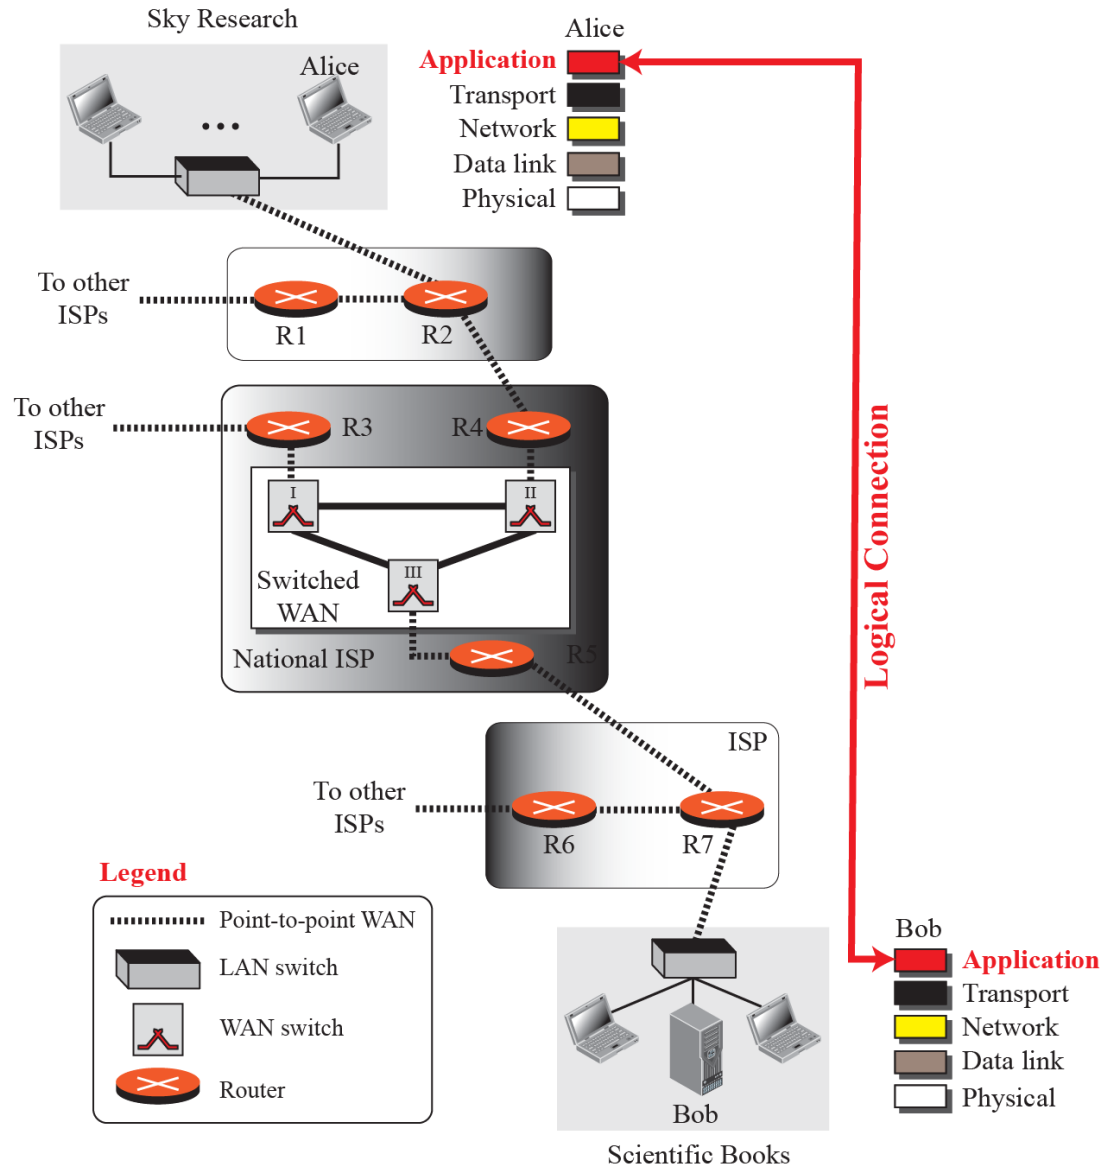 Sky Research
Alice
Alice
Application
Transport
Network
Data link
Physical
To other
ISPs
R1
R2
To other
ISPs
R3
R4
I
II
III
Switched
WAN
National ISP
R5
Logical Connection
ISP
To other
ISPs
R6
R7
Legend
Point-to-point WAN
LAN switch
WAN switch
Router
Bob
Application
Transport
Network
Data link
Physical
Bob
Scientific Books